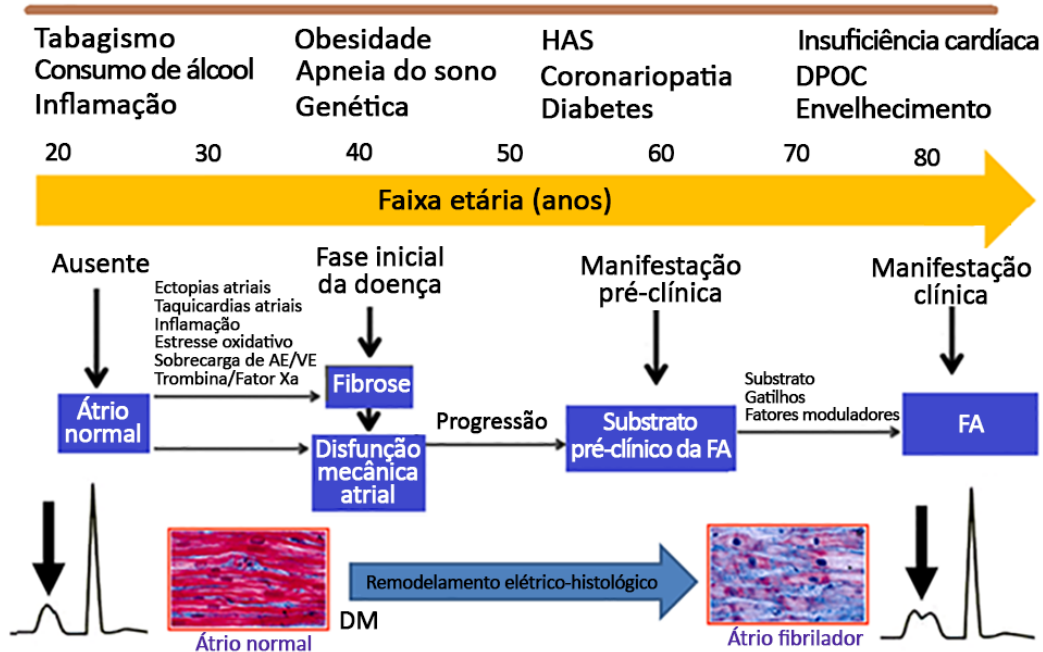 Tabagismo
Consumo de álcool
Inflamação
Obesidade
Apneia do sono
Genética
HAS
Coronariopatia
Diabetes
Insuficiência cardíaca
DPOC
Envelhecimento
20 30 40 50 60 70 80
Faixa etária (anos)
Ausente
Ectopias atriais
Taquicardias atriais
Inflamação
Estresse oxidativo
Sobrecarga de AE/VE
Trombina/Fator Xa
Fase inicial
da doença
Manifestação
pré-clínica
Manifestação
clínica
Átrio
normal
Fibrose
Disfunção
mecânica
atrial
Progressão
Substrato
pré-clínico da FA
Substrato
Gatilhos
Fatores moduladores
FA
Remodelamento elétrico-histológico
DM
Átrio normal
Átrio fibrilador